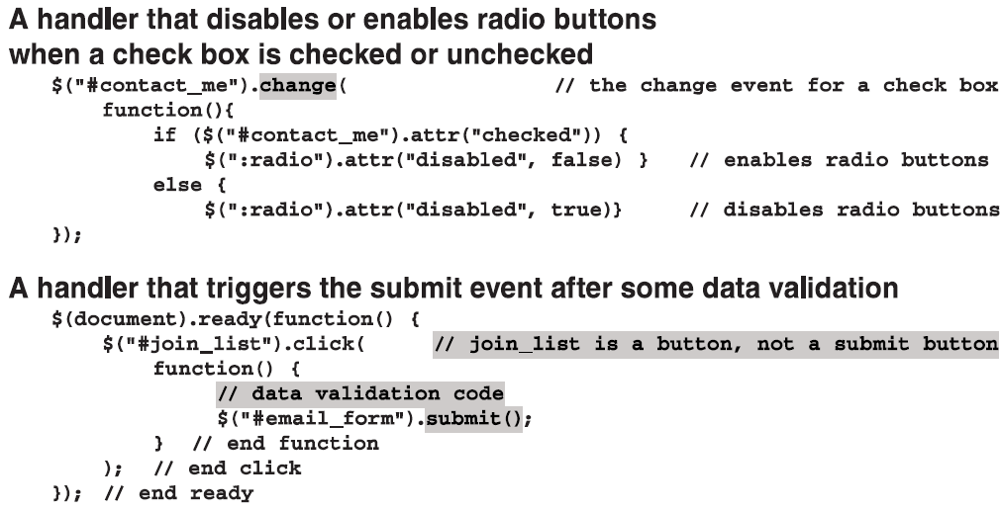 A handler that disables or enables radio buttons
when a check box is checked or unchecked
$("#contact_me").change(                // the change event for a check box
    function(){
        if ($("#contact_me").attr("checked")) {
            $(":radio").attr("disabled", false) }   // enables radio buttons
        else {
            $(":radio").attr("disabled", true)}     // disables radio buttons
});
A handler that triggers the submit event after some data validation
$(document).ready(function() {
    $("#join_list").click(     // join_list is a button, not a submit button
        function() {
             // data validation code
             $("#email_form").submit();
        }  // end function
    );  // end click
}); // end ready